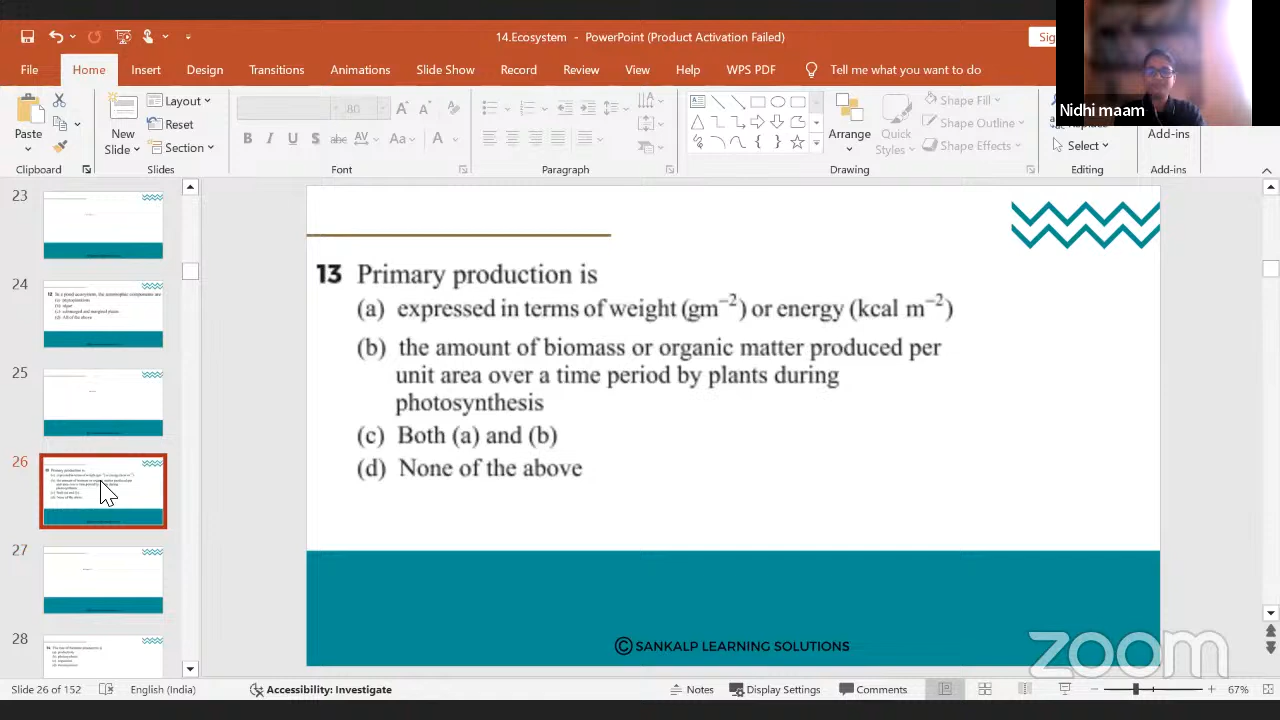 14.Ecosystem - PowerPoint (Product Activation Failed)
Nidhi maam
File Home Insert Design Transitions Animations Slide Show Record Review View Help WPS PDF Tell me what you want to do
Paste
New Slide
Layout
Reset
Section
80
B I U S abc AV Aa A
Arrange
Quick Styles
Shape Fill
Shape Outline
Shape Effects
Select
Add-ins
Clipboard Slides Font Paragraph Drawing Editing Add-ins
23
24
25
26
27
28
13 Primary production is
(a) expressed in terms of weight (gm⁻²) or energy (kcal m⁻²)
(b) the amount of biomass or organic matter produced per
unit area over a time period by plants during
photosynthesis
(c) Both (a) and (b)
(d) None of the above
© SANKALP LEARNING SOLUTIONS
zoom
Slide 26 of 152 English (India) Accessibility: Investigate Notes Display Settings Comments 67%